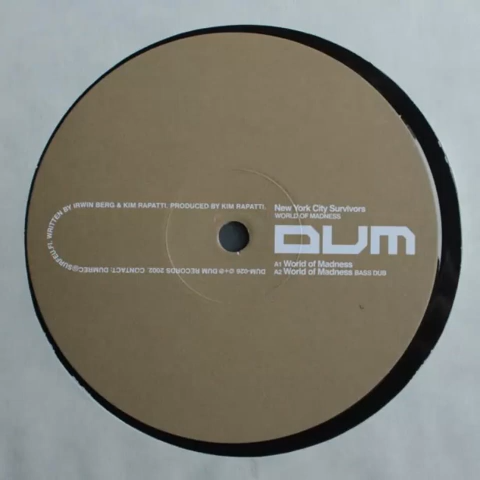 New York City Survivors
WORLD OF MADNESS
DUM
A1 World of Madness
A2 World of Madness BASS DUB
DUM-026 ©+℗ DUM RECORDS 2002. CONTACT: DUMREC@SURFEU.FI. WRITTEN BY IRWIN BERG & KIM RAPATTI. PRODUCED BY KIM RAPATTI.